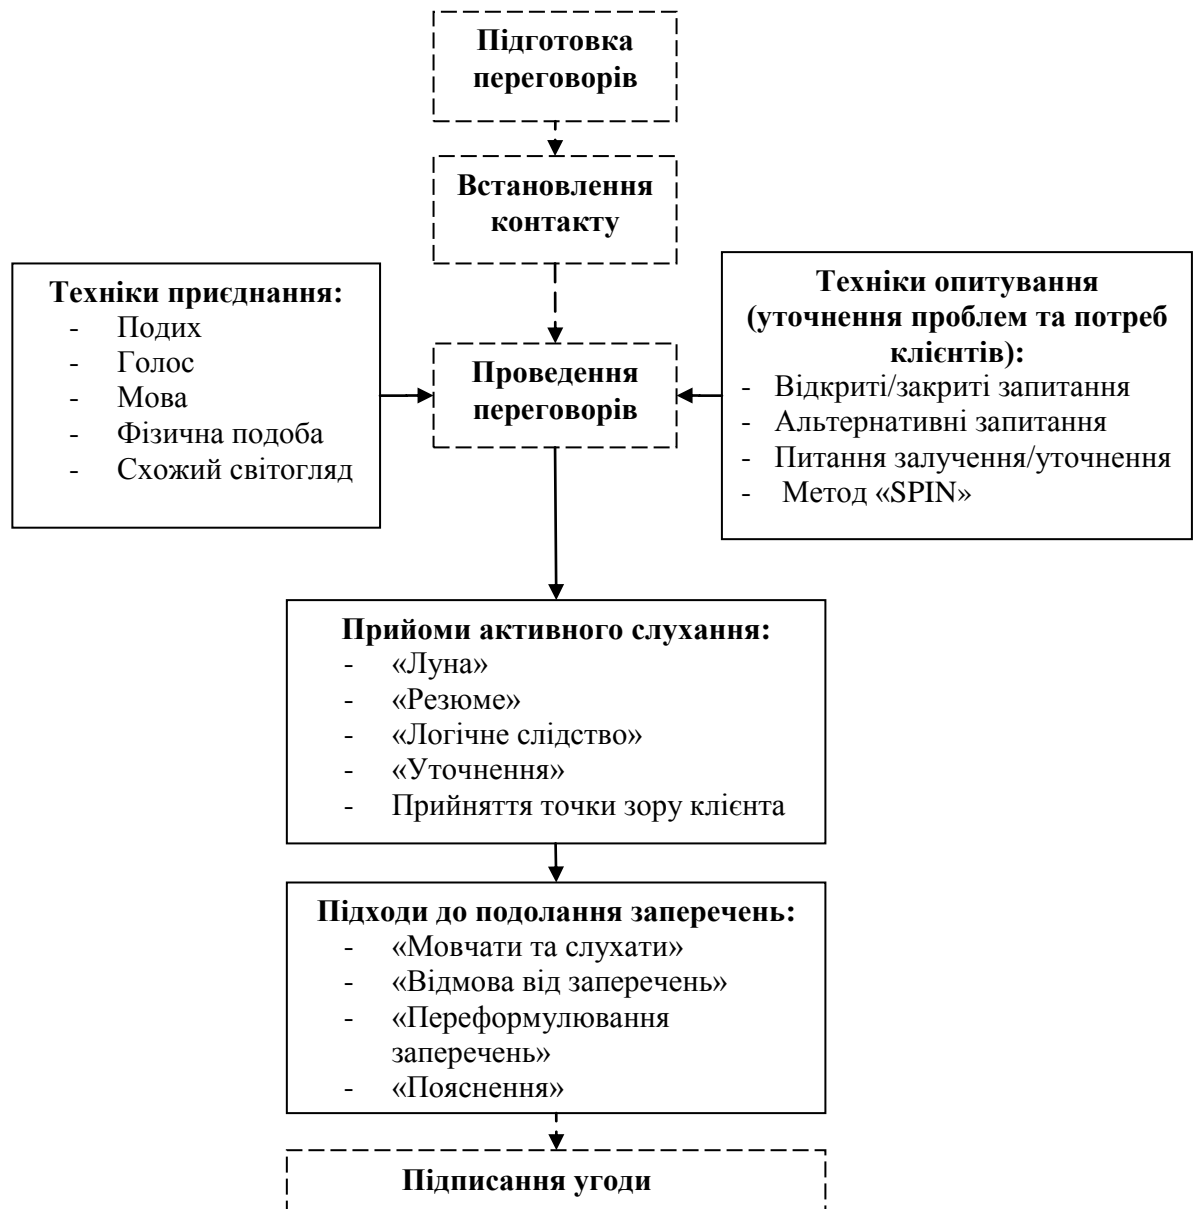 Підготовка
переговорів
Встановлення
контакту
Техніки приєднання:
- Подих
- Голос
- Мова
- Фізична подоба
- Схожий світогляд
Проведення
переговорів
Техніки опитування
(уточнення проблем та потреб
клієнтів):
- Відкриті/закриті запитання
- Альтернативні запитання
- Питання залучення/уточнення
- Метод «SPIN»
Прийоми активного слухання:
- «Луна»
- «Резюме»
- «Логічне слідство»
- «Уточнення»
- Прийняття точки зору клієнта
Підходи до подолання заперечень:
- «Мовчати та слухати»
- «Відмова від заперечень»
- «Переформулювання
заперечень»
- «Пояснення»
Підписання угоди